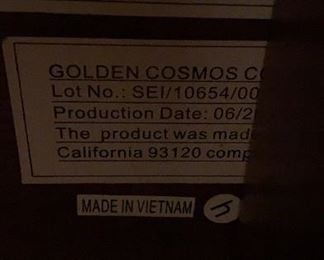 GOLDEN COSMOS CO
Lot No.: SEI/10654/00
Production Date: 06/2
The product was mad
California 93120 comp
MADE IN VIETNAM